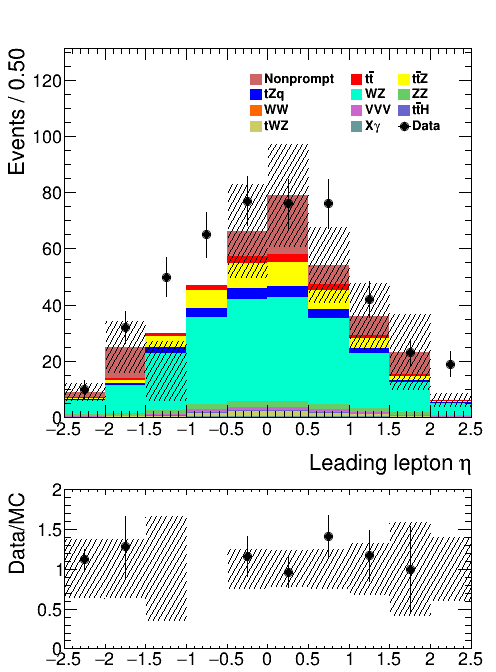 Events / 0.50
120
100
80
60
40
20
0
Nonprompt tt̄ tt̄Z
tZq WZ ZZ
WW VVV tt̄H
tWZ Xγ Data
−2.5 −2 −1.5 −1 −0.5 0 0.5 1 1.5 2 2.5
Leading lepton η
Data/MC
2
1.5
1
0.5
0
−2.5 −2 −1.5 −1 −0.5 0 0.5 1 1.5 2 2.5